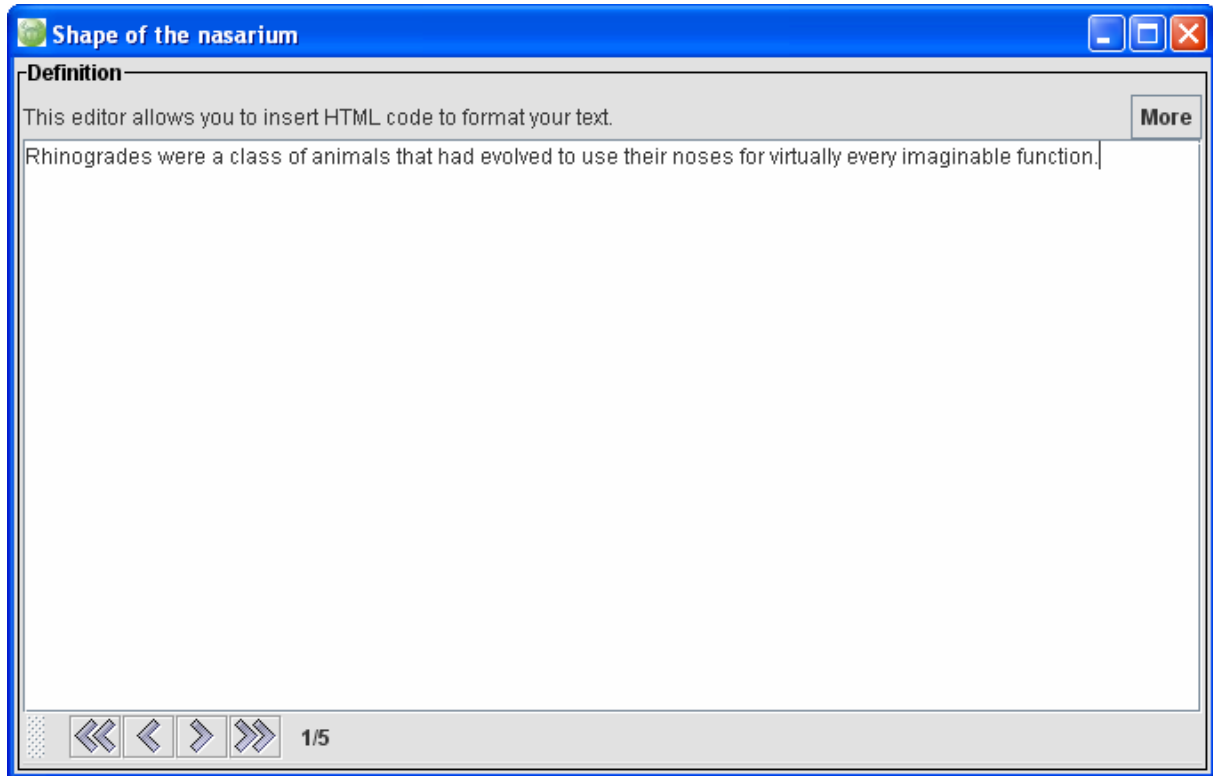 Shape of the nasarium
Definition
This editor allows you to insert HTML code to format your text.
More
Rhinogrades were a class of animals that had evolved to use their noses for virtually every imaginable function.
1/5